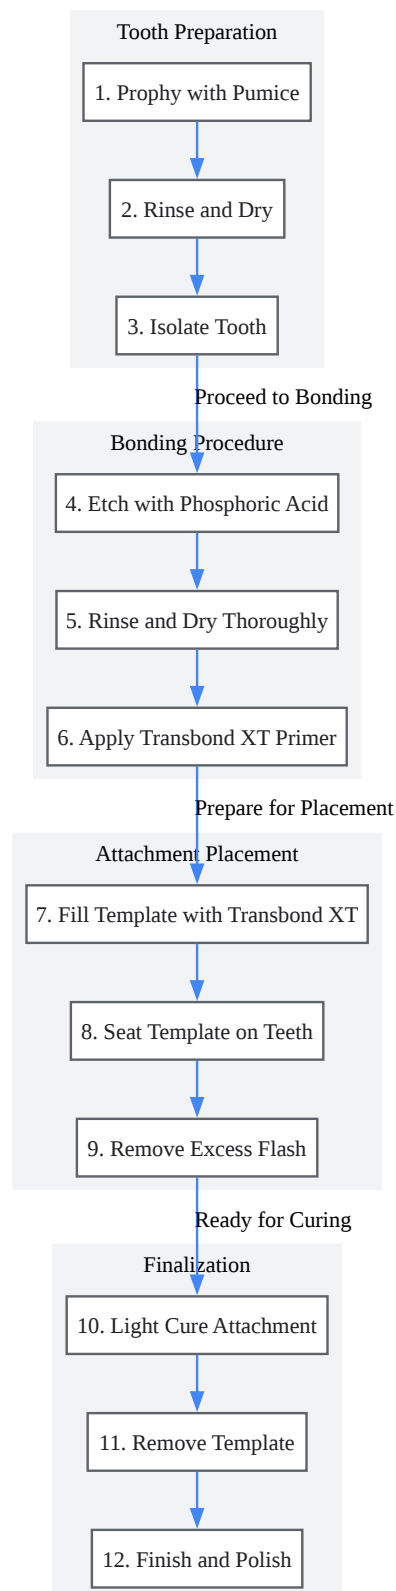 Tooth Preparation
1. Prophy with Pumice
2. Rinse and Dry
3. Isolate Tooth
Proceed to Bonding
Bonding Procedure
4. Etch with Phosphoric Acid
5. Rinse and Dry Thoroughly
6. Apply Transbond XT Primer
Prepare for Placement
Attachment Placement
7. Fill Template with Transbond XT
8. Seat Template on Teeth
9. Remove Excess Flash
Ready for Curing
Finalization
10. Light Cure Attachment
11. Remove Template
12. Finish and Polish